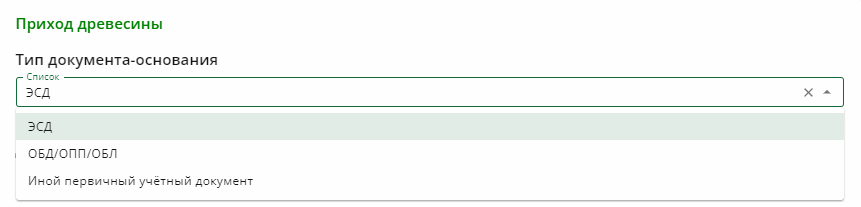 Приход древесины
Тип документа-основания
Список
ЭСД
ЭСД
ОБД/ОПП/ОБЛ
Иной первичный учётный документ